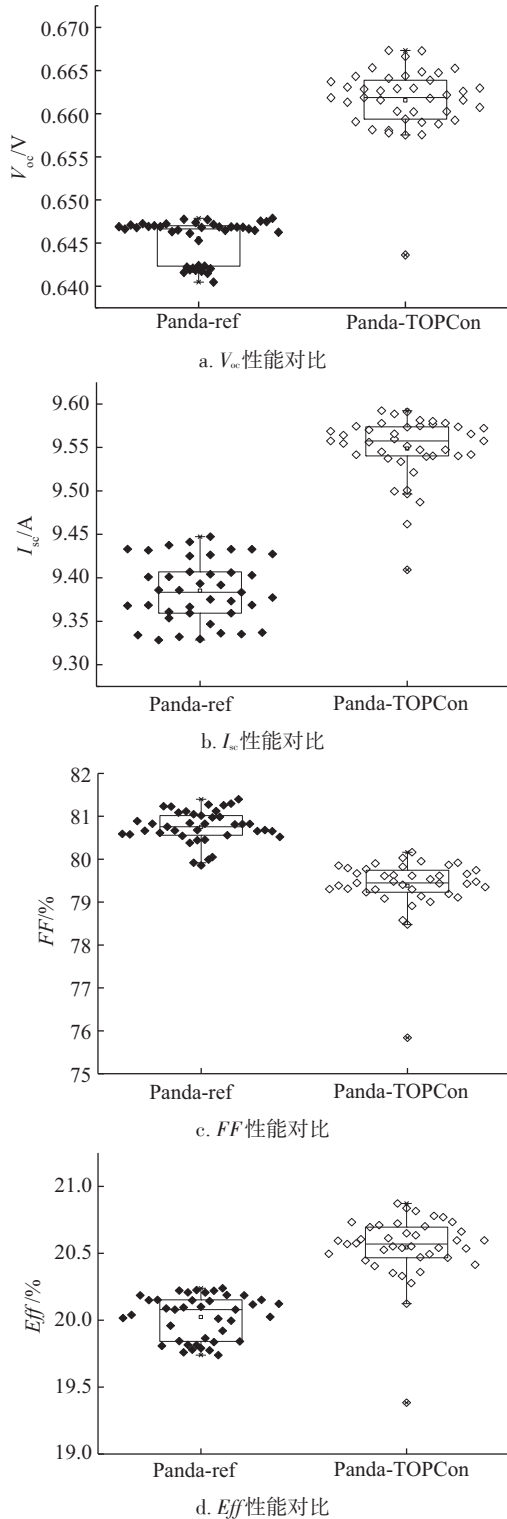 0.670
0.665
0.660
0.655
0.650
0.645
0.640
Voc/V
Panda-ref Panda-TOPCon
a. Voc性能对比
9.60
9.55
9.50
9.45
9.40
9.35
9.30
Isc/A
Panda-ref Panda-TOPCon
b. Isc性能对比
82
81
80
79
78
77
76
75
FF/%
Panda-ref Panda-TOPCon
c. FF性能对比
21.0
20.5
20.0
19.5
19.0
Eff/%
Panda-ref Panda-TOPCon
d. Eff性能对比